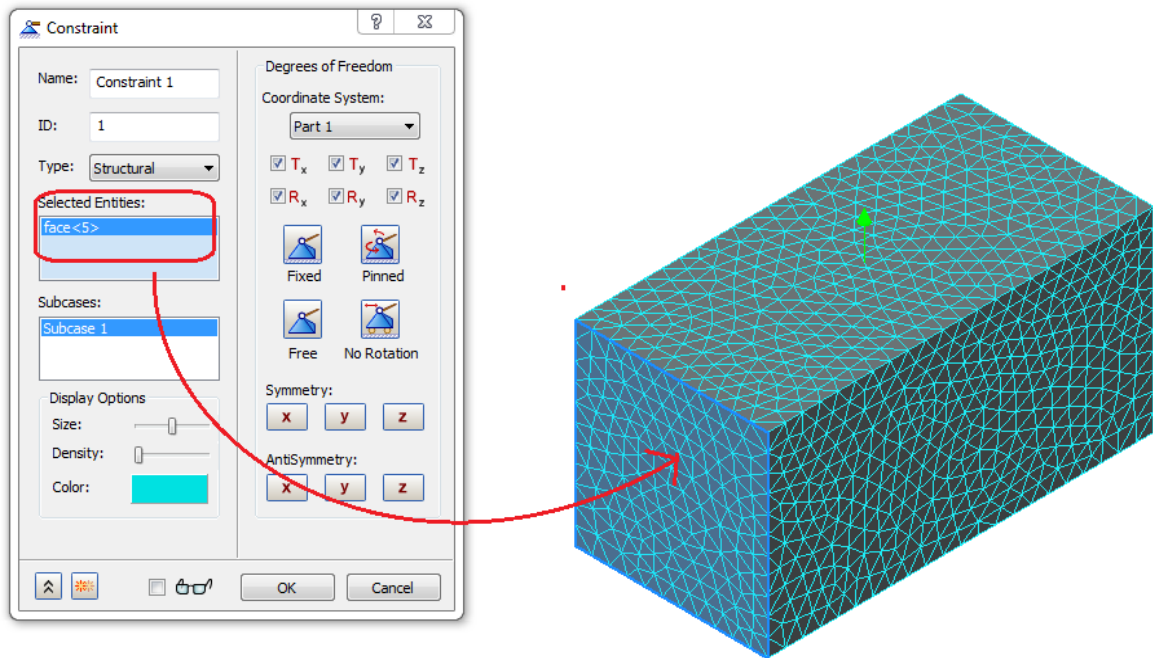 Constraint
Name: Constraint 1
ID: 1
Type: Structural
Selected Entities:
face<5>
Subcases:
Subcase 1
Display Options
Size:
Density:
Color:
Degrees of Freedom
Coordinate System:
Part 1
Tx Ty Tz
Rx Ry Rz
Fixed Pinned
Free No Rotation
Symmetry:
x y z
AntiSymmetry:
x y z
OK Cancel